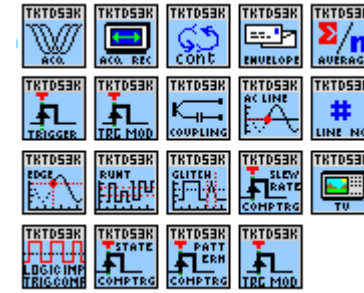 TKTDS3K TKTDS3K TKTDS3K TKTDS3K TKTDS3K
ACQ. ACQ REC cont ENVELOPE AVERAG
TKTDS3K TKTDS3K TKTDS3K TKTDS3K TKTDS3K
AC LINE #
TRIGGER TRG MOD COUPLING LINE NO
TKTDS3K TKTDS3K TKTDS3K TKTDS3K TKTDS3K
EDGE RUNT GLITCH SLEW
RATE
COMPTRG TV
TKTDS3K TKTDS3K TKTDS3K TKTDS3K
STATE PATT
ERN
LOGIC INP
TRIG.COMP COMPTRG COMPTRG TRG MOD